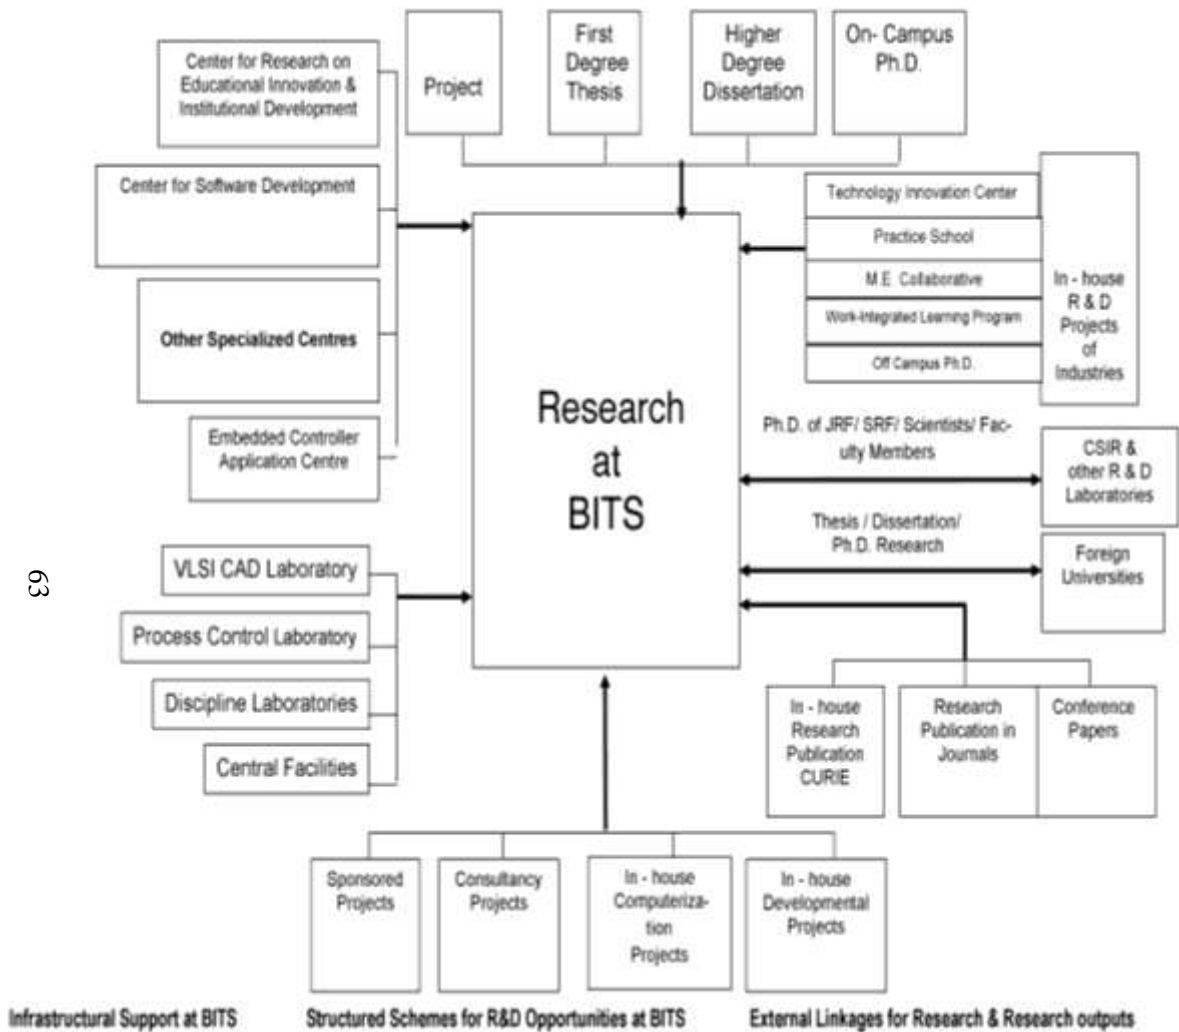 Center for Research on
Educational Innovation &
Institutional Development
Center for Software Development
Other Specialized Centres
Embedded Controller
Application Centre
Project
First
Degree
Thesis
Higher
Degree
Dissertation
On- Campus
Ph.D.
Technology Innovation Center
Practice School
M.E. Collaborative
Work-Integrated Learning Program
Off Campus Ph.D.
In - house
R & D
Projects
of
Industries
Research
at
BITS
Ph.D. of JRF/ SRF/ Scientists/ Fac-
ulty Members
CSIR &
other R & D
Laboratories
Thesis / Dissertation/
Ph.D. Research
Foreign
Universities
63
VLSI CAD Laboratory
Process Control Laboratory
Discipline Laboratories
Central Facilities
In - house
Research
Publication
CURIE
Research
Publication in
Journals
Conference
Papers
Sponsored
Projects
Consultancy
Projects
In - house
Computeriza-
tion
Projects
In - house
Developmental
Projects
Infrastructural Support at BITS
Structured Schemes for R&D Opportunities at BITS
External Linkages for Research & Research outputs